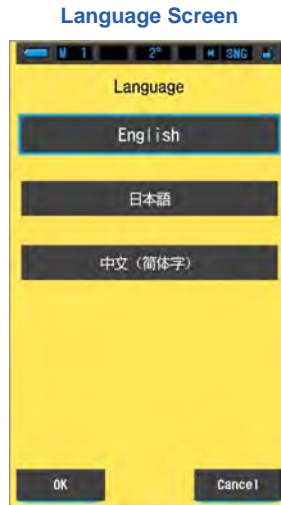 Language Screen
M 1 2° H SNG
Language
English
日本語
中文（简体字）
OK Cancel